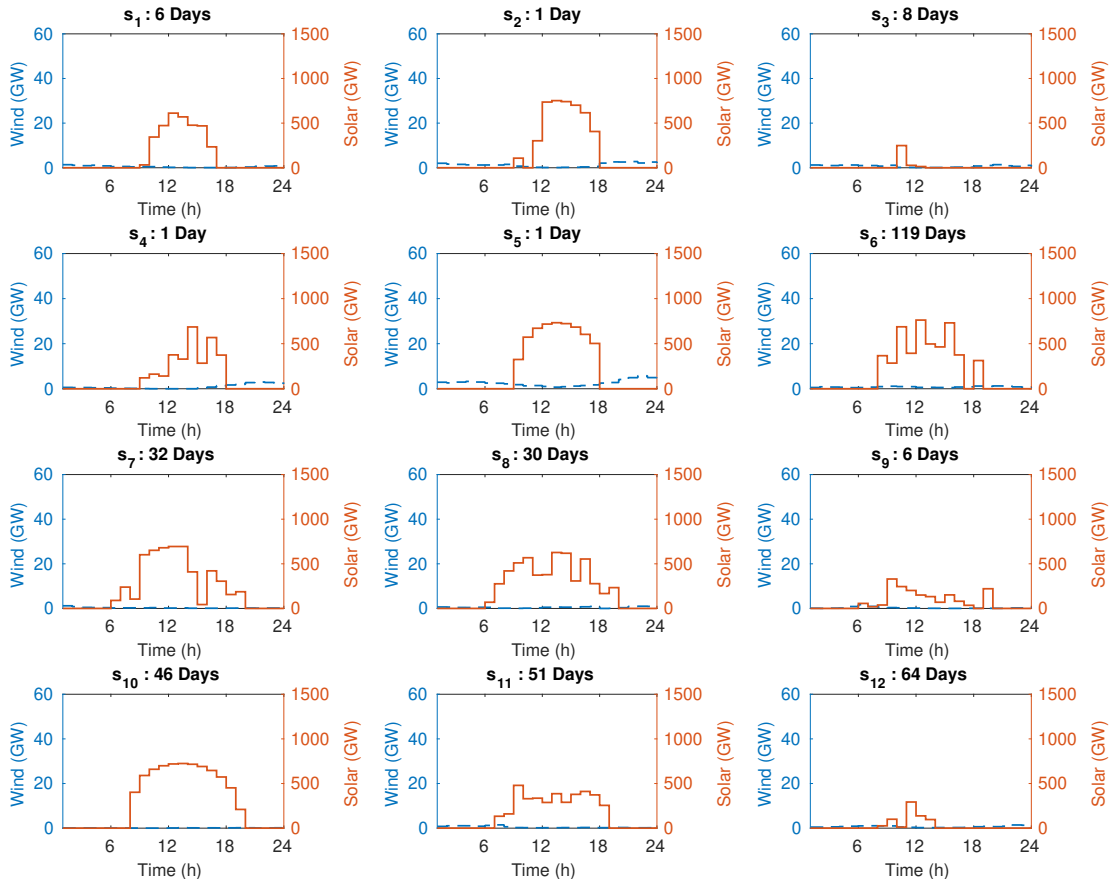 s1 : 6 Days
60
40
20
0
Wind (GW)
1500
1000
500
0
Solar (GW)
6 12 18 24
Time (h)
s2 : 1 Day
60
40
20
0
Wind (GW)
1500
1000
500
0
Solar (GW)
6 12 18 24
Time (h)
s3 : 8 Days
60
40
20
0
Wind (GW)
1500
1000
500
0
Solar (GW)
6 12 18 24
Time (h)
s4 : 1 Day
60
40
20
0
Wind (GW)
1500
1000
500
0
Solar (GW)
6 12 18 24
Time (h)
s5 : 1 Day
60
40
20
0
Wind (GW)
1500
1000
500
0
Solar (GW)
6 12 18 24
Time (h)
s6 : 119 Days
60
40
20
0
Wind (GW)
1500
1000
500
0
Solar (GW)
6 12 18 24
Time (h)
s7 : 32 Days
60
40
20
0
Wind (GW)
1500
1000
500
0
Solar (GW)
6 12 18 24
Time (h)
s8 : 30 Days
60
40
20
0
Wind (GW)
1500
1000
500
0
Solar (GW)
6 12 18 24
Time (h)
s9 : 6 Days
60
40
20
0
Wind (GW)
1500
1000
500
0
Solar (GW)
6 12 18 24
Time (h)
s10 : 46 Days
60
40
20
0
Wind (GW)
1500
1000
500
0
Solar (GW)
6 12 18 24
Time (h)
s11 : 51 Days
60
40
20
0
Wind (GW)
1500
1000
500
0
Solar (GW)
6 12 18 24
Time (h)
s12 : 64 Days
60
40
20
0
Wind (GW)
1500
1000
500
0
Solar (GW)
6 12 18 24
Time (h)